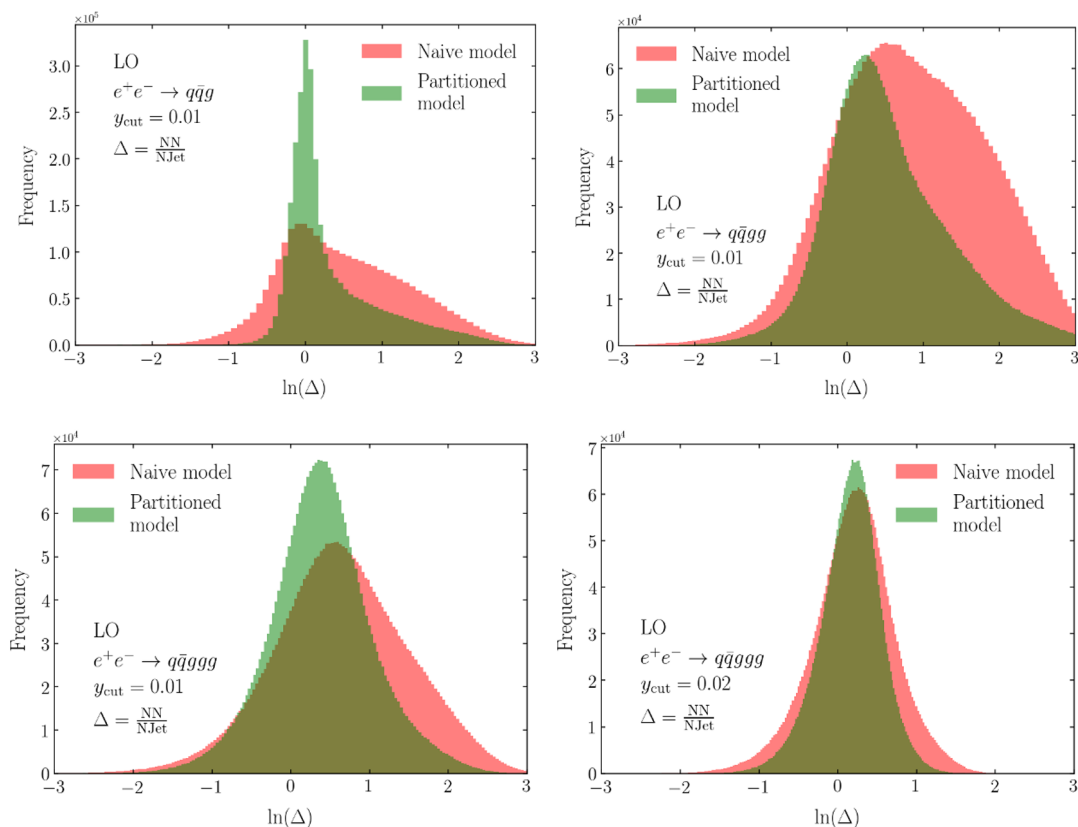 ×10⁵
3.0
2.5
2.0
1.5
1.0
0.5
0.0
Frequency
LO
e⁺e⁻ → qq̄g
y_cut = 0.01
Δ = NN/NJet
Naive model
Partitioned
model
−3 −2 −1 0 1 2 3
ln(Δ)
×10⁴
6
5
4
3
2
1
0
Frequency
Naive model
Partitioned
model
LO
e⁺e⁻ → qq̄gg
y_cut = 0.01
Δ = NN/NJet
−3 −2 −1 0 1 2 3
ln(Δ)
×10⁴
7
6
5
4
3
2
1
0
Frequency
Naive model
Partitioned
model
LO
e⁺e⁻ → qq̄ggg
y_cut = 0.01
Δ = NN/NJet
−3 −2 −1 0 1 2 3
ln(Δ)
×10⁴
7
6
5
4
3
2
1
0
Frequency
Naive model
Partitioned
model
LO
e⁺e⁻ → qq̄ggg
y_cut = 0.02
Δ = NN/NJet
−3 −2 −1 0 1 2 3
ln(Δ)